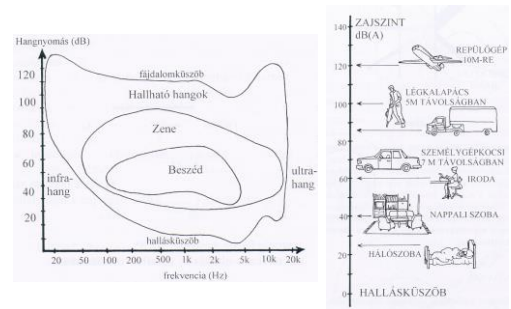 Hangnyomás (dB)
120
100
80
60
40
20
fájdalomküszöb
Hallható hangok
Zene
Beszéd
infra-
hang
ultra-
hang
hallásküszöb
20 50 100 200 500 1k 2k 5k 10k 20k
frekvencia (Hz)
140
ZAJSZINT
dB(A)
120
REPÜLŐGÉP
10M-RE
100
LÉGKALAPÁCS
5M TÁVOLSÁGBAN
80
SZEMÉLYGÉPKOCSI
7 M TÁVOLSÁGBAN
60
IRODA
NAPPALI SZOBA
40
HÁLÓSZOBA
20
0
HALLÁSKÜSZÖB